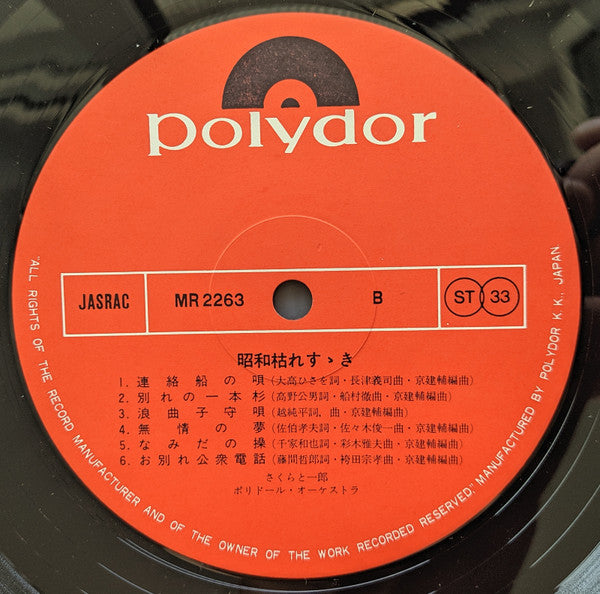 polydor
JASRAC MR 2263 B ST 33
昭和枯れすゝき
1. 連絡船の唄(大高ひさを詞・長津義司曲・京建輔編曲)
2. 別れの一本杉(高野公男詞・船村徹曲・京建輔編曲)
3. 浪曲子守唄(越純平詞、曲・京建輔編曲)
4. 無情の夢(佐伯孝夫詞・佐々木俊一曲・京建輔編曲)
5. なみだの操(千家和也詞・彩木雅夫曲・京建輔編曲)
6. お別れ公衆電話(藤間哲郎詞・袴田宗孝曲・京建輔編曲)
さくらと一郎
ポリドール・オーケストラ
"ALL RIGHTS OF THE RECORD MANUFACTURER AND OF THE OWNER OF THE WORK RECORDED RESERVED." MANUFACTURED BY POLYDOR K.K., JAPAN